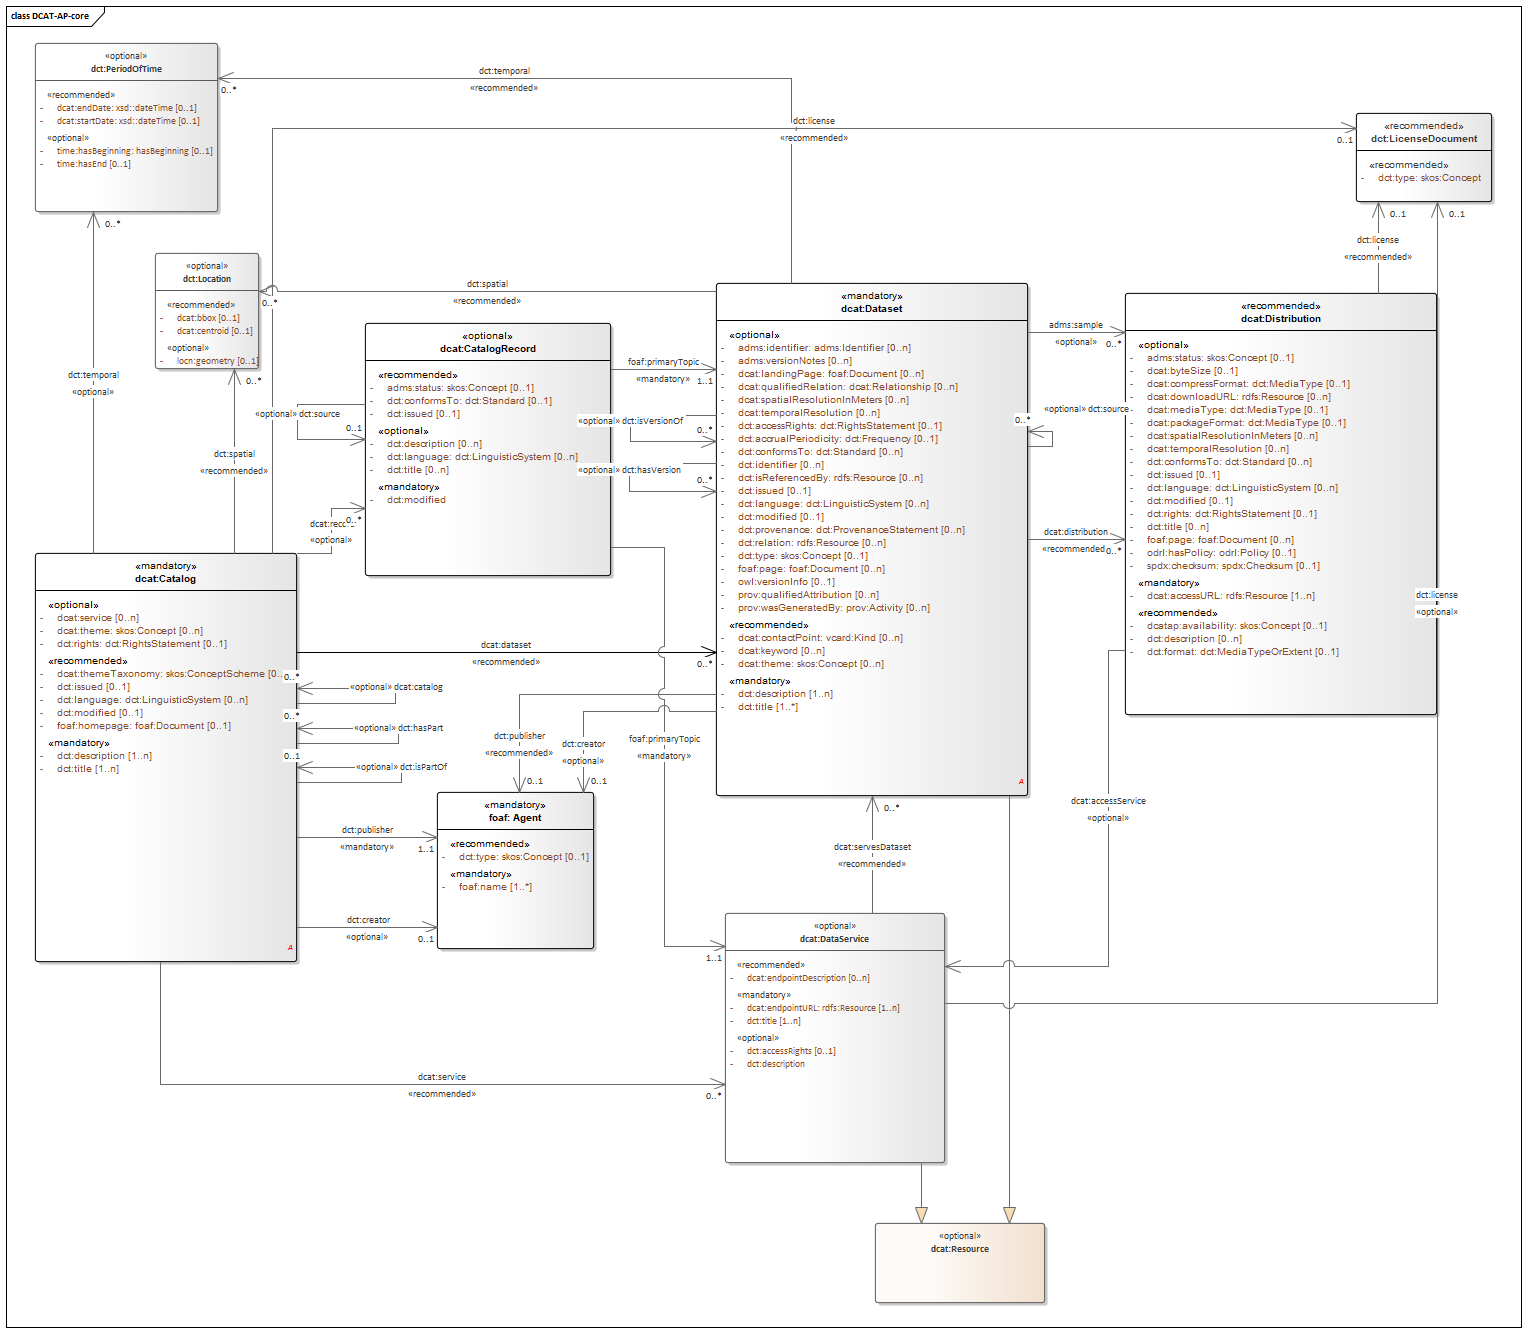 class DCAT-AP-core
«optional»
dct:PeriodOfTime
«recommended»
- dcat:endDate: xsd::dateTime [0..1]
- dcat:startDate: xsd::dateTime [0..1]
«optional»
- time:hasBeginning: hasBeginning [0..1]
- time:hasEnd [0..1]
dct:temporal
«recommended»
0..*
dct:license
«recommended»
0..1
«recommended»
dct:LicenseDocument
«recommended»
- dct:type: skos:Concept
0..*
0..1
0..1
dct:license
«recommended»
«optional»
dct:Location
«recommended»
- dcat:bbox [0..1]
- dcat:centroid [0..1]
«optional»
- locn:geometry [0..1]
dct:spatial
«recommended»
0..*
0..*
dct:temporal
«optional»
dct:spatial
«recommended»
«optional»
dcat:CatalogRecord
«recommended»
- adms:status: skos:Concept [0..1]
- dct:conformsTo: dct:Standard [0..1]
- dct:issued [0..1]
«optional»
- dct:description [0..n]
- dct:language: dct:LinguisticSystem [0..n]
- dct:title [0..n]
«mandatory»
- dct:modified
«optional» dct:source
0..1
0..*
«optional»
foaf:primaryTopic
«mandatory»
1..1
«optional» dct:isVersionOf
0..*
«optional» dct:hasVersion
0..*
«mandatory»
dcat:Dataset
«optional»
- adms:identifier: adms:Identifier [0..n]
- adms:versionNotes [0..n]
- dcat:landingPage: foaf:Document [0..n]
- dcat:qualifiedRelation: dcat:Relationship [0..n]
- dcat:spatialResolutionInMeters [0..n]
- dcat:temporalResolution [0..n]
- dct:accessRights: dct:RightsStatement [0..1]
- dct:accrualPeriodicity: dct:Frequency [0..1]
- dct:conformsTo: dct:Standard [0..n]
- dct:identifier [0..n]
- dct:isReferencedBy: rdfs:Resource [0..n]
- dct:issued [0..1]
- dct:language: dct:LinguisticSystem [0..n]
- dct:modified [0..1]
- dct:provenance: dct:ProvenanceStatement [0..n]
- dct:relation: rdfs:Resource [0..n]
- dct:type: skos:Concept [0..1]
- foaf:page: foaf:Document [0..n]
- owl:versionInfo [0..1]
- prov:qualifiedAttribution [0..n]
- prov:wasGeneratedBy: prov:Activity [0..n]
«recommended»
- dcat:contactPoint: vcard:Kind [0..n]
- dcat:keyword [0..n]
- dcat:theme: skos:Concept [0..n]
«mandatory»
- dct:description [1..n]
- dct:title [1..*]
A
adms:sample
«optional»
0..*
«optional» dct:source
0..*
dcat:distribution
«recommended»
0..*
«recommended»
dcat:Distribution
«optional»
- adms:status: skos:Concept [0..1]
- dcat:byteSize [0..1]
- dcat:compressFormat: dct:MediaType [0..1]
- dcat:downloadURL: rdfs:Resource [0..n]
- dcat:mediaType: dct:MediaType [0..1]
- dcat:packageFormat: dct:MediaType [0..1]
- dcat:spatialResolutionInMeters [0..n]
- dcat:temporalResolution [0..n]
- dct:conformsTo: dct:Standard [0..n]
- dct:issued [0..1]
- dct:language: dct:LinguisticSystem [0..n]
- dct:modified [0..1]
- dct:rights: dct:RightsStatement [0..1]
- dct:title [0..n]
- foaf:page: foaf:Document [0..n]
- odrl:hasPolicy: odrl:Policy [0..1]
- spdx:checksum: spdx:Checksum [0..1]
«mandatory»
- dcat:accessURL: rdfs:Resource [1..n]
«recommended»
- dcatap:availability: skos:Concept [0..1]
- dct:description [0..n]
- dct:format: dct:MediaTypeOrExtent [0..1]
dct:license
«optional»
«mandatory»
dcat:Catalog
«optional»
- dcat:service [0..n]
- dcat:theme: skos:Concept [0..n]
- dct:rights: dct:RightsStatement [0..1]
«recommended»
- dcat:themeTaxonomy: skos:ConceptScheme [0..
- dct:issued [0..1]
- dct:language: dct:LinguisticSystem [0..n]
- dct:modified [0..1]
- foaf:homepage: foaf:Document [0..1]
«mandatory»
- dct:description [1..n]
- dct:title [1..n]
A
dcat:dataset
«recommended»
0..*
0..*
«optional» dcat:catalog
0..*
«optional» dct:hasPart
0..1
«optional» dct:isPartOf
dct:publisher
«recommended»
0..1
dct:creator
«optional»
0..1
foaf:primaryTopic
«mandatory»
1..1
dct:publisher
«mandatory»
1..1
dct:creator
«optional»
0..1
«mandatory»
foaf: Agent
«recommended»
- dct:type: skos:Concept [0..1]
«mandatory»
- foaf:name [1..*]
0..*
dcat:servesDataset
«recommended»
dcat:accessService
«optional»
«optional»
dcat:DataService
«recommended»
- dcat:endpointDescription [0..n]
«mandatory»
- dcat:endpointURL: rdfs:Resource [1..n]
- dct:title [1..n]
«optional»
- dct:accessRights [0..1]
- dct:description
dcat:service
«recommended»
0..*
«optional»
dcat:Resource